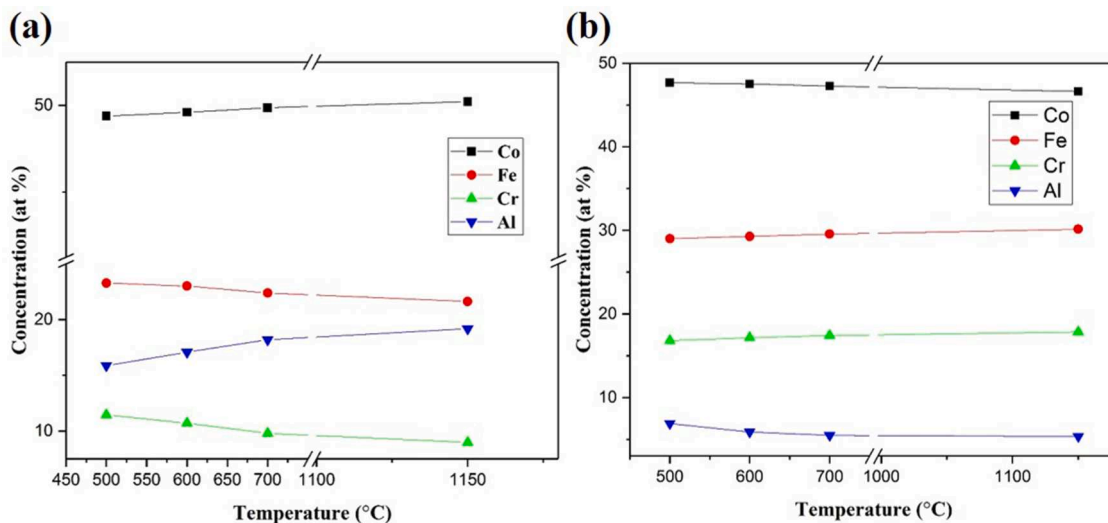 (a)
50
20
10
Concentration (at %)
450 500 550 600 650 700 1100 1150
Temperature (°C)
Co
Fe
Cr
Al
(b)
50
40
30
20
10
Concentration (at %)
500 600 700 1000 1100
Temperature (°C)
Co
Fe
Cr
Al